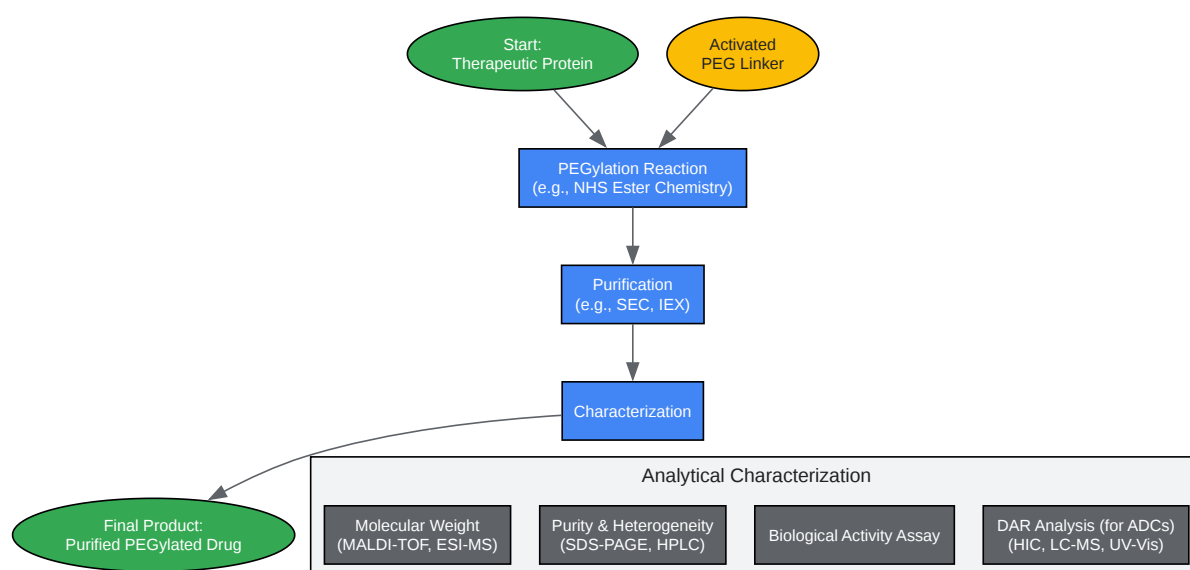 Start:
Therapeutic Protein
Activated
PEG Linker
PEGylation Reaction
(e.g., NHS Ester Chemistry)
Purification
(e.g., SEC, IEX)
Characterization
Analytical Characterization
Final Product:
Purified PEGylated Drug
Molecular Weight
(MALDI-TOF, ESI-MS)
Purity & Heterogeneity
(SDS-PAGE, HPLC)
Biological Activity Assay
DAR Analysis (for ADCs)
(HIC, LC-MS, UV-Vis)